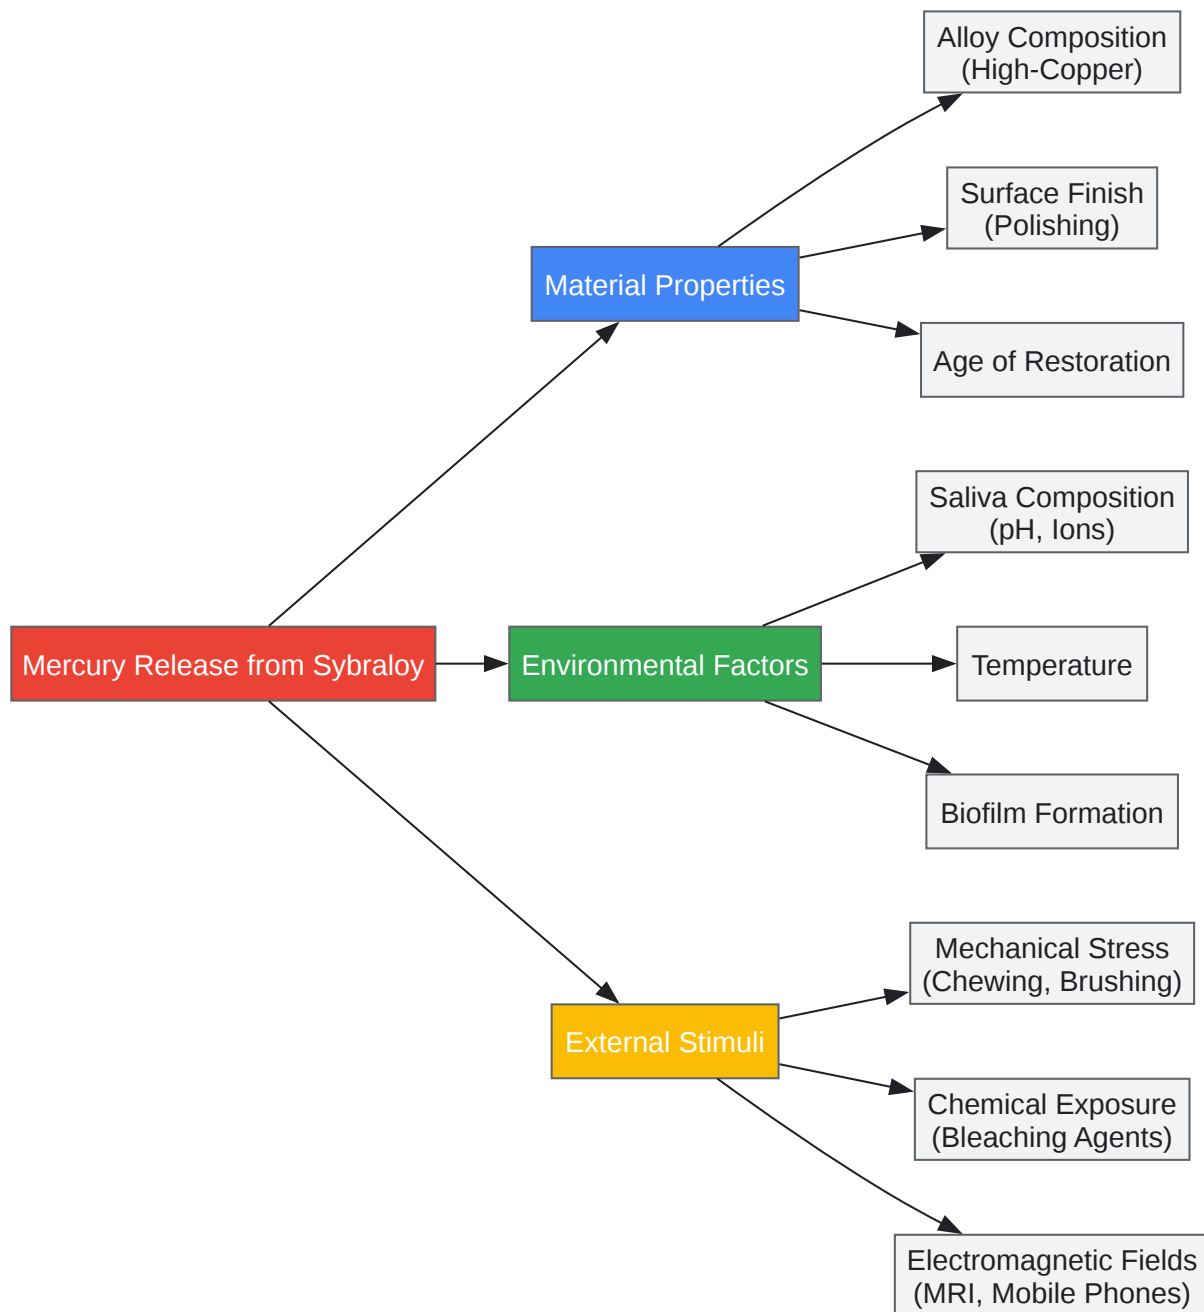 Alloy Composition
(High-Copper)
Surface Finish
(Polishing)
Material Properties
Age of Restoration
Saliva Composition
(pH, Ions)
Mercury Release from Sybraloy
Environmental Factors
Temperature
Biofilm Formation
Mechanical Stress
(Chewing, Brushing)
External Stimuli
Chemical Exposure
(Bleaching Agents)
Electromagnetic Fields
(MRI, Mobile Phones)